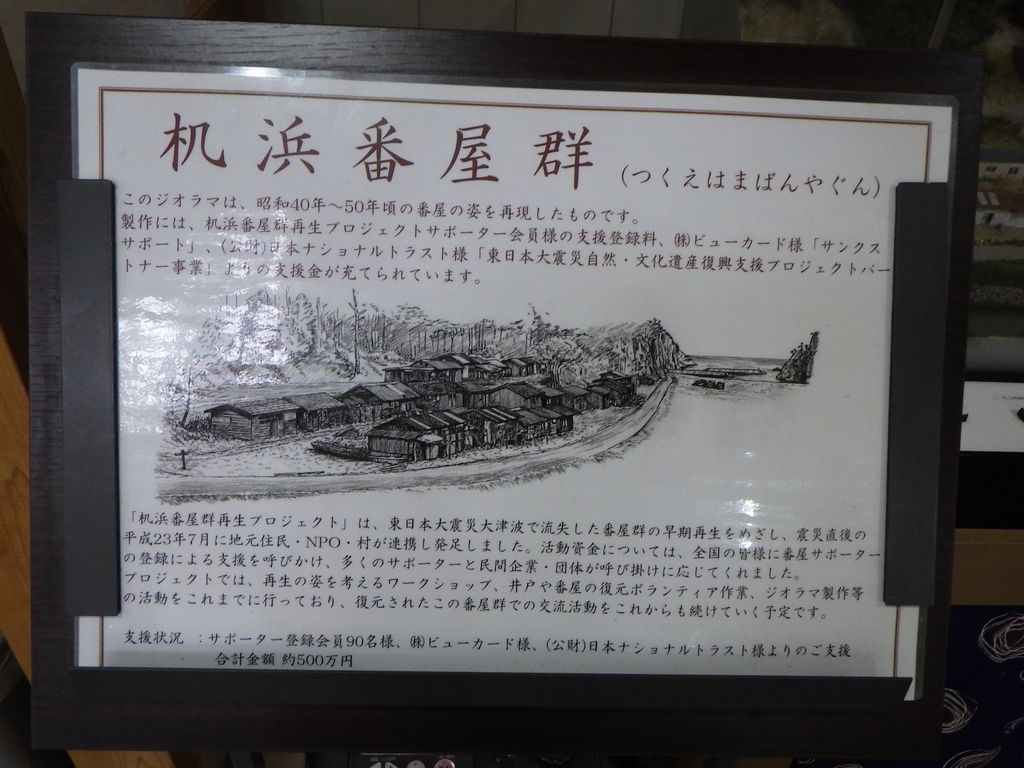 机浜番屋群 (つくえはまばんやぐん)
このジオラマは、昭和40年～50年頃の番屋の姿を再現したものです。
製作には、机浜番屋群再生プロジェクトサポーター会員様の支援登録料、㈱ビューカード様「サンクス
サポート」、(公財)日本ナショナルトラスト様「東日本大震災自然・文化遺産復興支援プロジェクトパー
トナー事業」よりの支援金が充てられています。
「机浜番屋群再生プロジェクト」は、東日本大震災大津波で流失した番屋群の早期再生をめざし、震災直後の
平成23年7月に地元住民・NPO・村が連携し発足しました。活動資金については、全国の皆様に番屋サポーター
の登録による支援を呼びかけ、多くのサポーターと民間企業・団体が呼び掛けに応じてくれました。
プロジェクトでは、再生の姿を考えるワークショップ、井戸や番屋の復元ボランティア作業、ジオラマ製作等
の活動をこれまでに行っており、復元されたこの番屋群での交流活動をこれからも続けていく予定です。
支援状況 ：サポーター登録会員90名様、㈱ビューカード様、(公財)日本ナショナルトラスト様よりのご支援
合計金額 約500万円